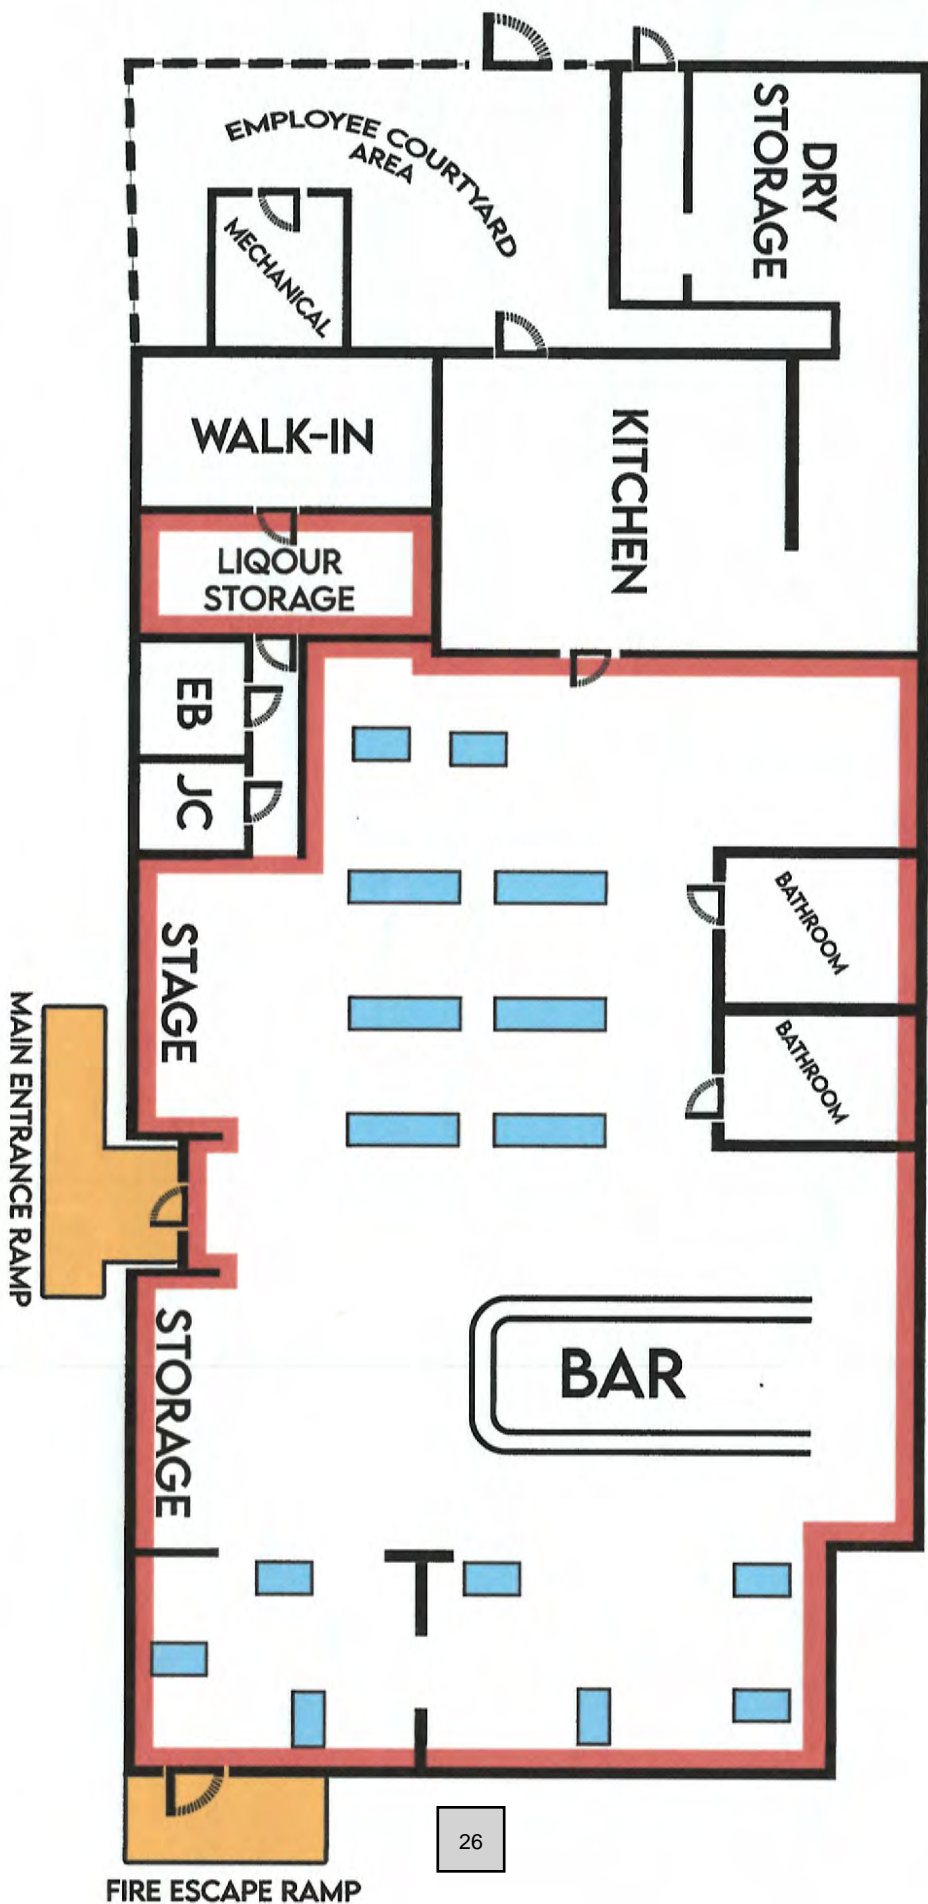 EMPLOYEE COURTYARD
AREA
DRY
STORAGE
MECHANICAL
WALK-IN
KITCHEN
LIQOUR
STORAGE
EB
JC
STAGE
BATHROOM
BATHROOM
MAIN ENTRANCE RAMP
STORAGE
BAR
26
FIRE ESCAPE RAMP